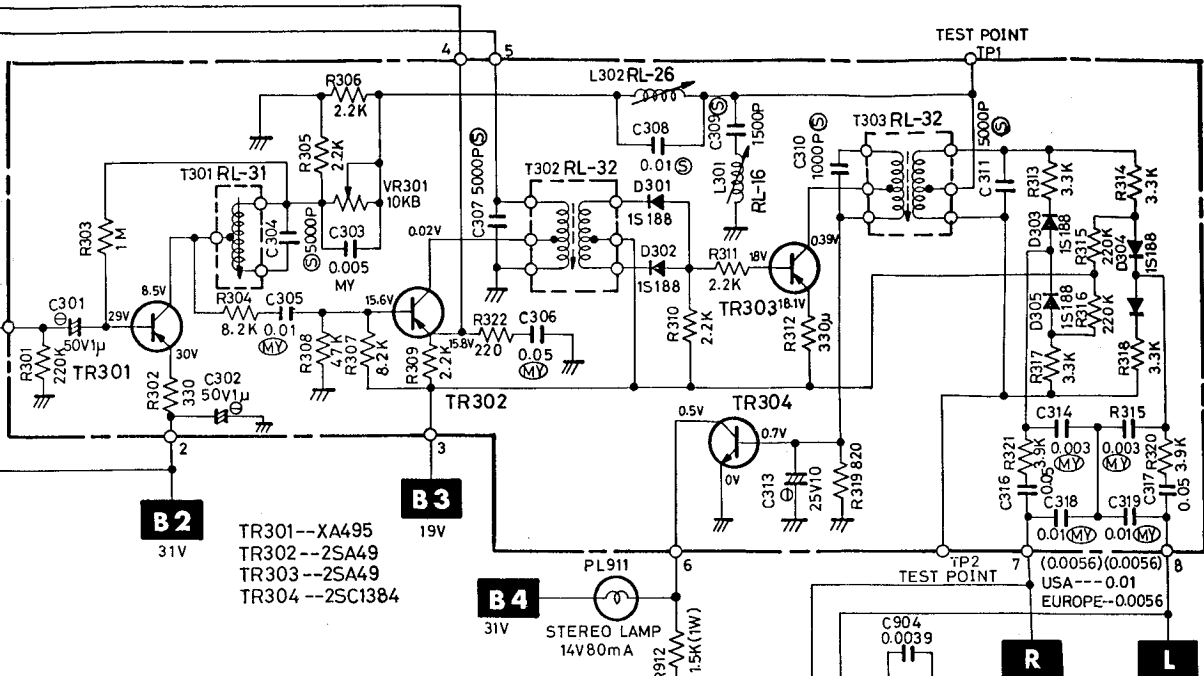 TEST POINT
TP1
4
5
L302 RL-26
R306
2.2K
C308
0.01 Ⓢ
C309 Ⓢ
1500P
L301
RL-16
C310
1000P Ⓢ
T303 RL-32
5000P Ⓢ
C311
R313
3.3K
R314
3.3K
R305
2.2K
T301 RL-31
VR301
10KB
C304
Ⓢ 5000P
C303
0.005
MY
R303
1M
C307
5000P Ⓢ
T302 RL-32
D301
1S188
D302
1S188
0.02V
R311
2.2K
18V
0.39V
TR303
18.1V
D303
1S188
R315
220K
D304
1S188
D305
1S188
R316
220K
8.5V
C301
⊖
50V1μ
29V
30V
R301
220K
TR301
R304
8.2K
C305
0.01
MY
15.6V
15.8V
R308
47K
R307
8.2K
R309
2.2K
R322
220
C306
0.05
MY
R310
2.2K
R312
330μ
R317
3.3K
R318
3.3K
R302
330
C302
50V1μ
⊖
TR302
TR304
0.5V
0.7V
0V
2
3
C313
⊖
25V10
R319 820
C314
0.003
MY
R315
0.003
MY
R321
3.9K
R320
3.9K
C316
0.05
C317
0.05
C318
0.01 MY
C319
0.01 MY
B2
31V
B3
19V
TR301--XA495
TR302--2SA49
TR303--2SA49
TR304--2SC1384
6
TP2
TEST POINT
7
8
(0.0056)(0.0056)
USA---0.01
EUROPE--0.0056
PL911
B4
31V
STEREO LAMP
14V80mA
R912
1.5K(1W)
C904
0.0039
R
L